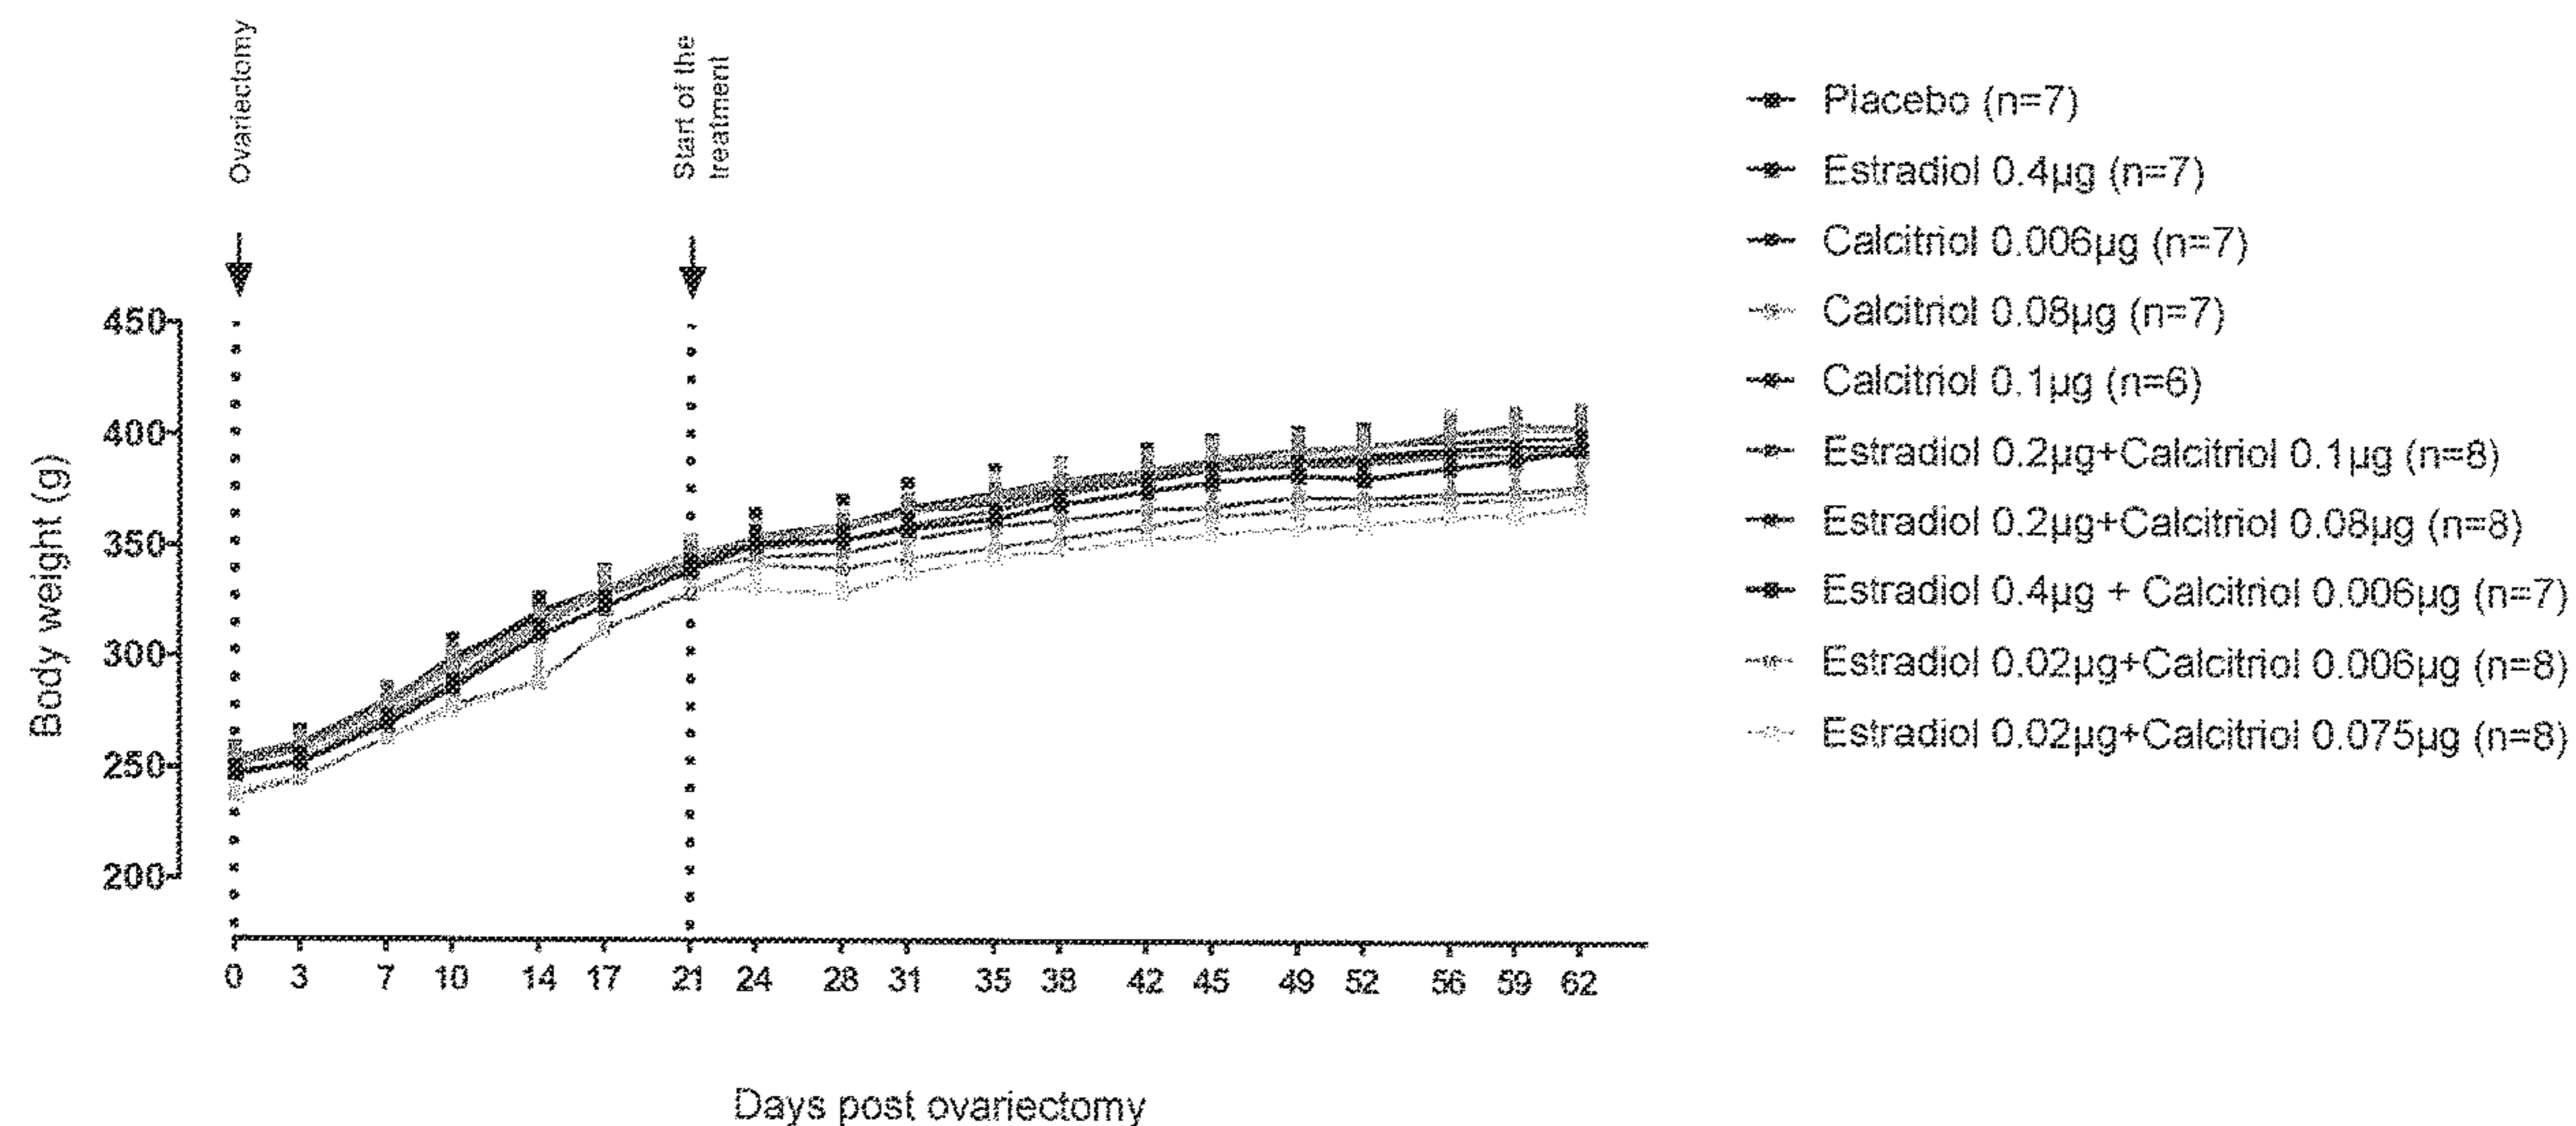 Ovariectomy
Start of the
treatment
Placebo (n=7)
Estradiol 0.4µg (n=7)
Calcitriol 0.006µg (n=7)
Calcitriol 0.08µg (n=7)
Calcitriol 0.1µg (n=6)
Estradiol 0.2µg+Calcitriol 0.1µg (n=8)
Estradiol 0.2µg+Calcitriol 0.08µg (n=8)
Estradiol 0.4µg + Calcitriol 0.006µg (n=7)
Estradiol 0.02µg+Calcitriol 0.006µg (n=8)
Estradiol 0.02µg+Calcitriol 0.075µg (n=8)
Body weight (g)
450
400
350
300
250
200
0 3 7 10 14 17 21 24 28 31 35 38 42 45 49 52 56 59 62
Days post ovariectomy